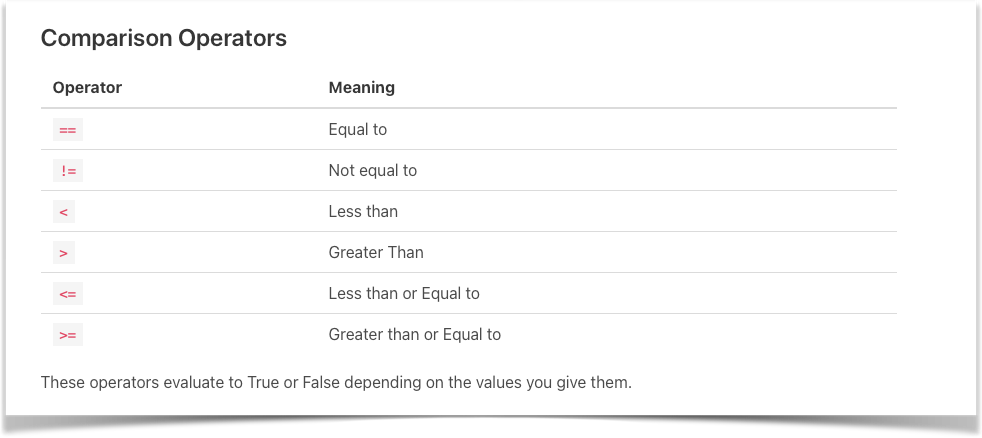 Comparison Operators
Operator Meaning
== Equal to
!= Not equal to
< Less than
> Greater Than
<= Less than or Equal to
>= Greater than or Equal to
These operators evaluate to True or False depending on the values you give them.